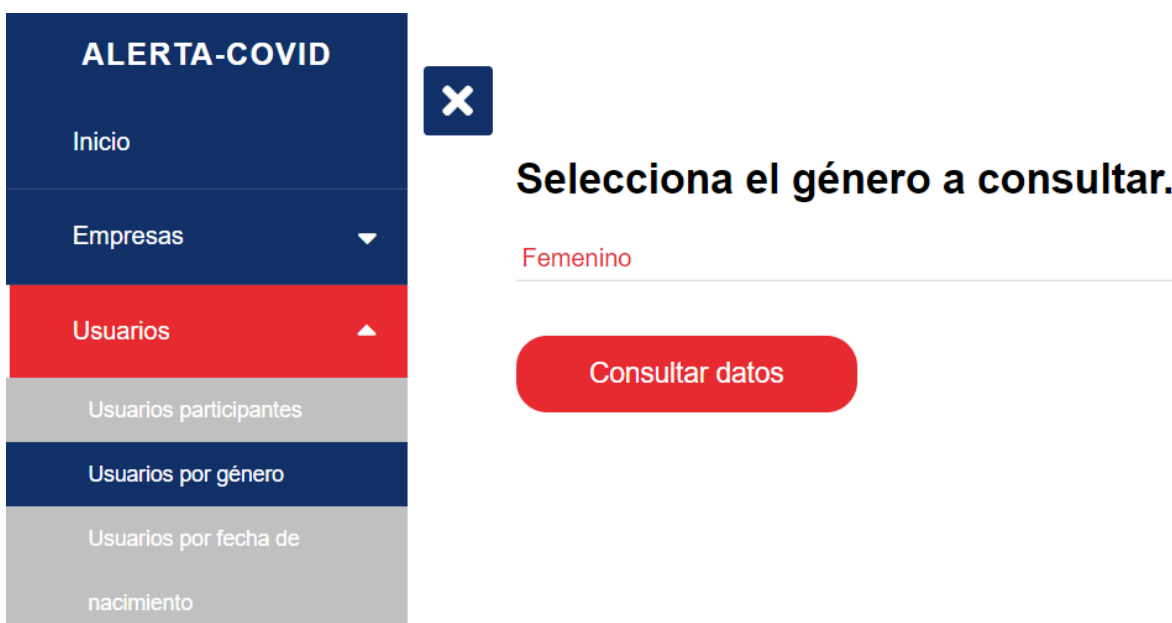 ALERTA-COVID
Inicio
Empresas
Usuarios
Usuarios participantes
Usuarios por género
Usuarios por fecha de
nacimiento
Selecciona el género a consultar.
Femenino
Consultar datos